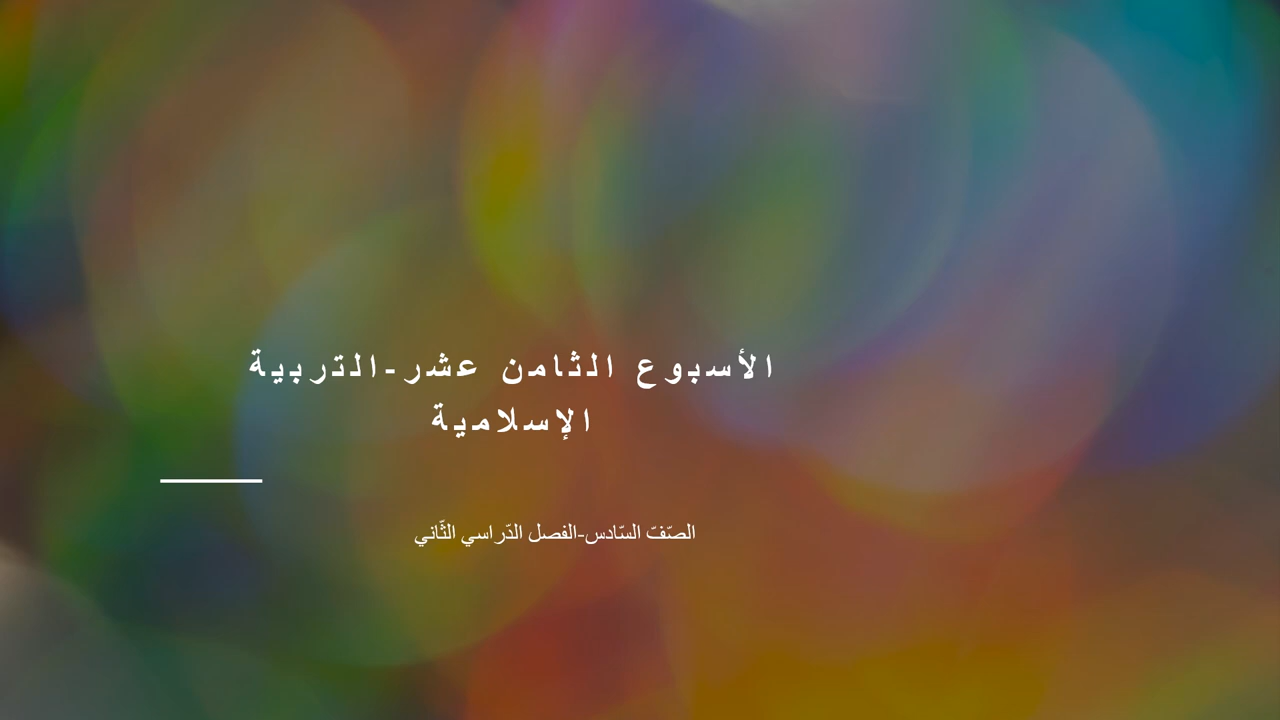 الأسبوع الثامن عشر-التربية
الإسلامية
الصّفّ السّادس-الفصل الدّراسي الثّاني